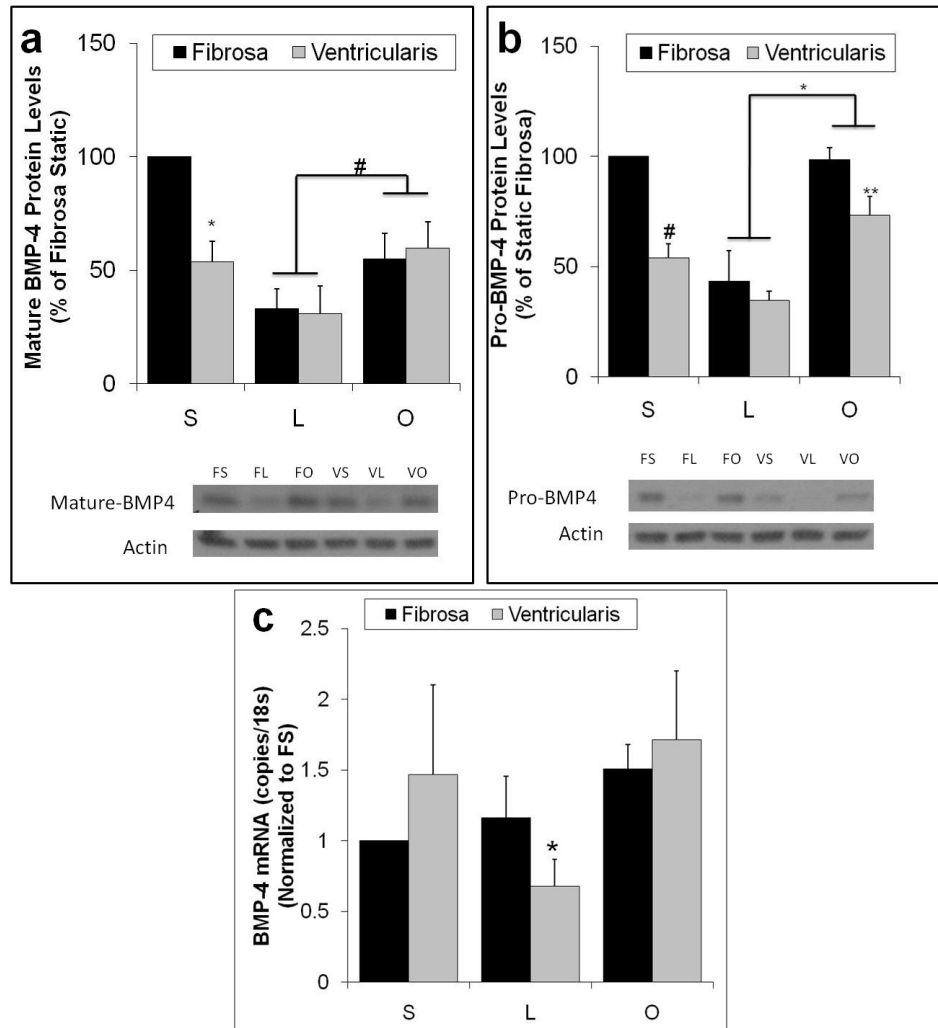 a
Fibrosa Ventricularis
Mature BMP-4 Protein Levels
(% of Fibrosa Static)
150
100
50
0
*
#
S L O
FS FL FO VS VL VO
Mature-BMP4
Actin
b
Fibrosa Ventricularis
Pro-BMP-4 Protein Levels
(% of Static Fibrosa)
150
100
50
0
#
*
**
S L O
FS FL FO VS VL VO
Pro-BMP4
Actin
c
Fibrosa Ventricularis
BMP-4 mRNA (copies/18s)
(Normalized to FS)
2.5
2
1.5
1
0.5
0
*
S L O